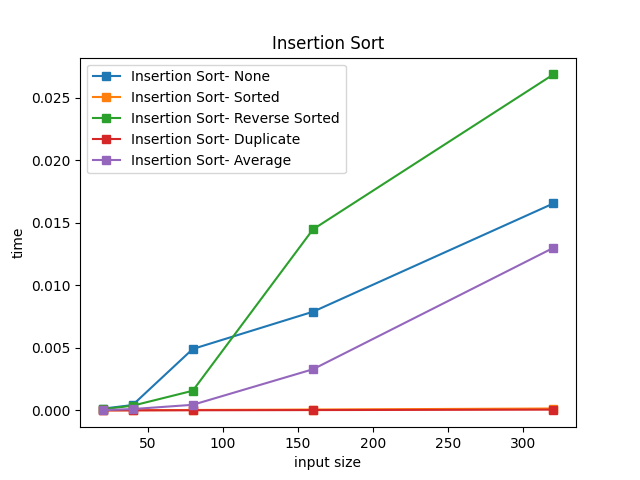 Insertion Sort
Insertion Sort- None
Insertion Sort- Sorted
Insertion Sort- Reverse Sorted
Insertion Sort- Duplicate
Insertion Sort- Average
time
0.025
0.020
0.015
0.010
0.005
0.000
50 100 150 200 250 300
input size